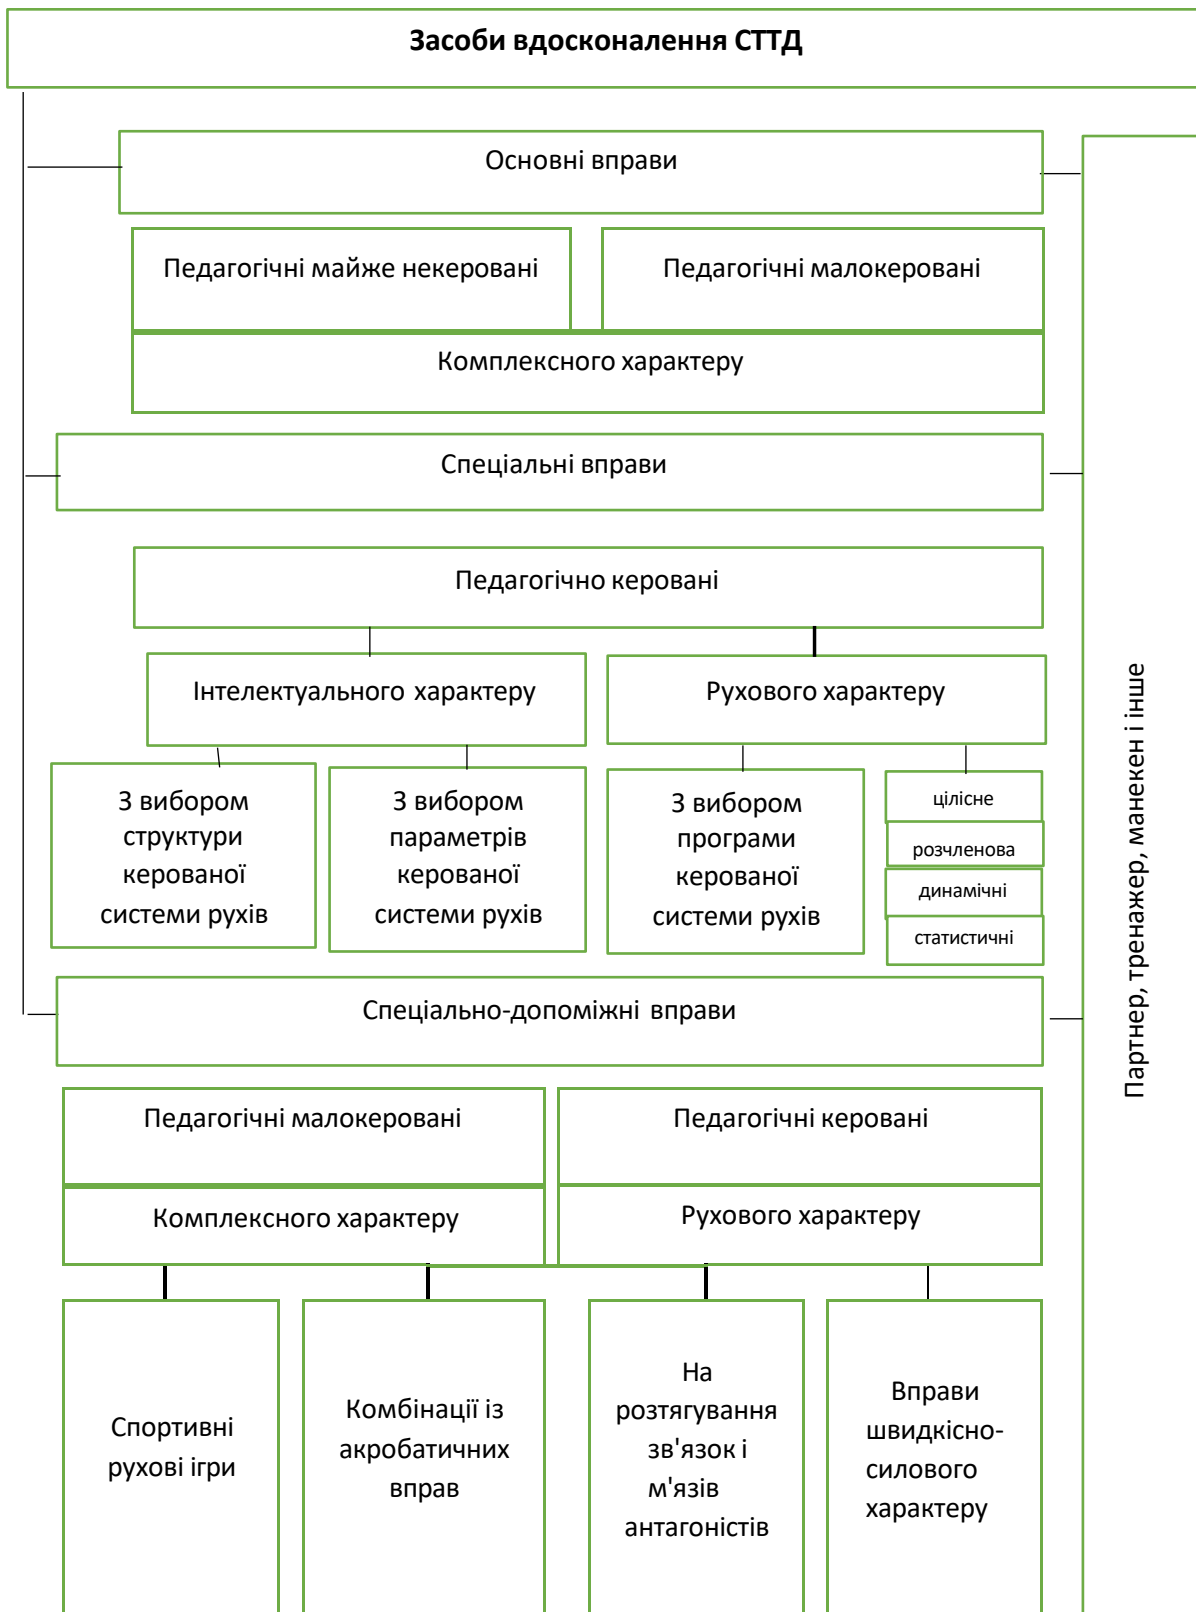 Засоби вдосконалення СТТД
Основні вправи
Педагогічні майже некеровані
Педагогічні малокеровані
Комплексного характеру
Спеціальні вправи
Педагогічно керовані
Інтелектуального характеру
Рухового характеру
З вибором
структури
керованої
системи рухів
З вибором
параметрів
керованої
системи рухів
З вибором
програми
керованої
системи рухів
цілісне
розчленова
динамічні
статистичні
Спеціально-допоміжні вправи
Педагогічні малокеровані
Педагогічні керовані
Комплексного характеру
Рухового характеру
Спортивні
рухові ігри
Комбінації із
акробатичних
вправ
На
розтягування
зв'язок і
м'язів
антагоністів
Вправи
швидкісно-
силового
характеру
Партнер, тренажер, манекен і інше